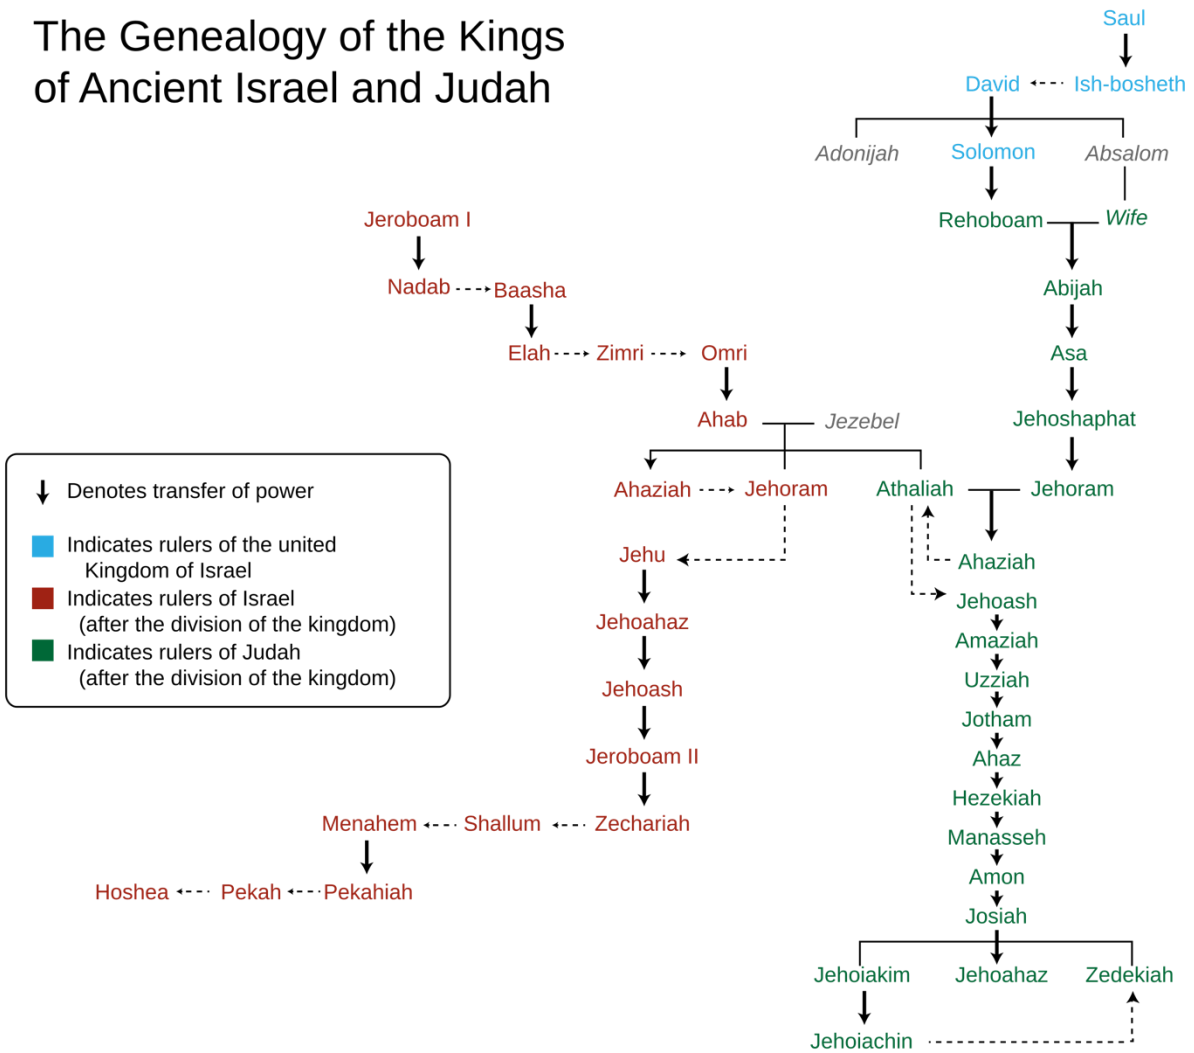 The Genealogy of the Kings
of Ancient Israel and Judah
Saul
David
Ish-bosheth
Adonijah
Solomon
Absalom
Jeroboam I
Rehoboam
Wife
Nadab
Baasha
Abijah
Elah
Zimri
Omri
Asa
Ahab
Jezebel
Jehoshaphat
Ahaziah
Jehoram
Athaliah
Jehoram
Denotes transfer of power
Indicates rulers of the united
Kingdom of Israel
Indicates rulers of Israel
(after the division of the kingdom)
Indicates rulers of Judah
(after the division of the kingdom)
Jehu
Ahaziah
Jehoash
Jehoahaz
Amaziah
Uzziah
Jehoash
Jotham
Jeroboam II
Ahaz
Hezekiah
Menahem
Shallum
Zechariah
Manasseh
Amon
Hoshea
Pekah
Pekahiah
Josiah
Jehoiakim
Jehoahaz
Zedekiah
Jehoiachin